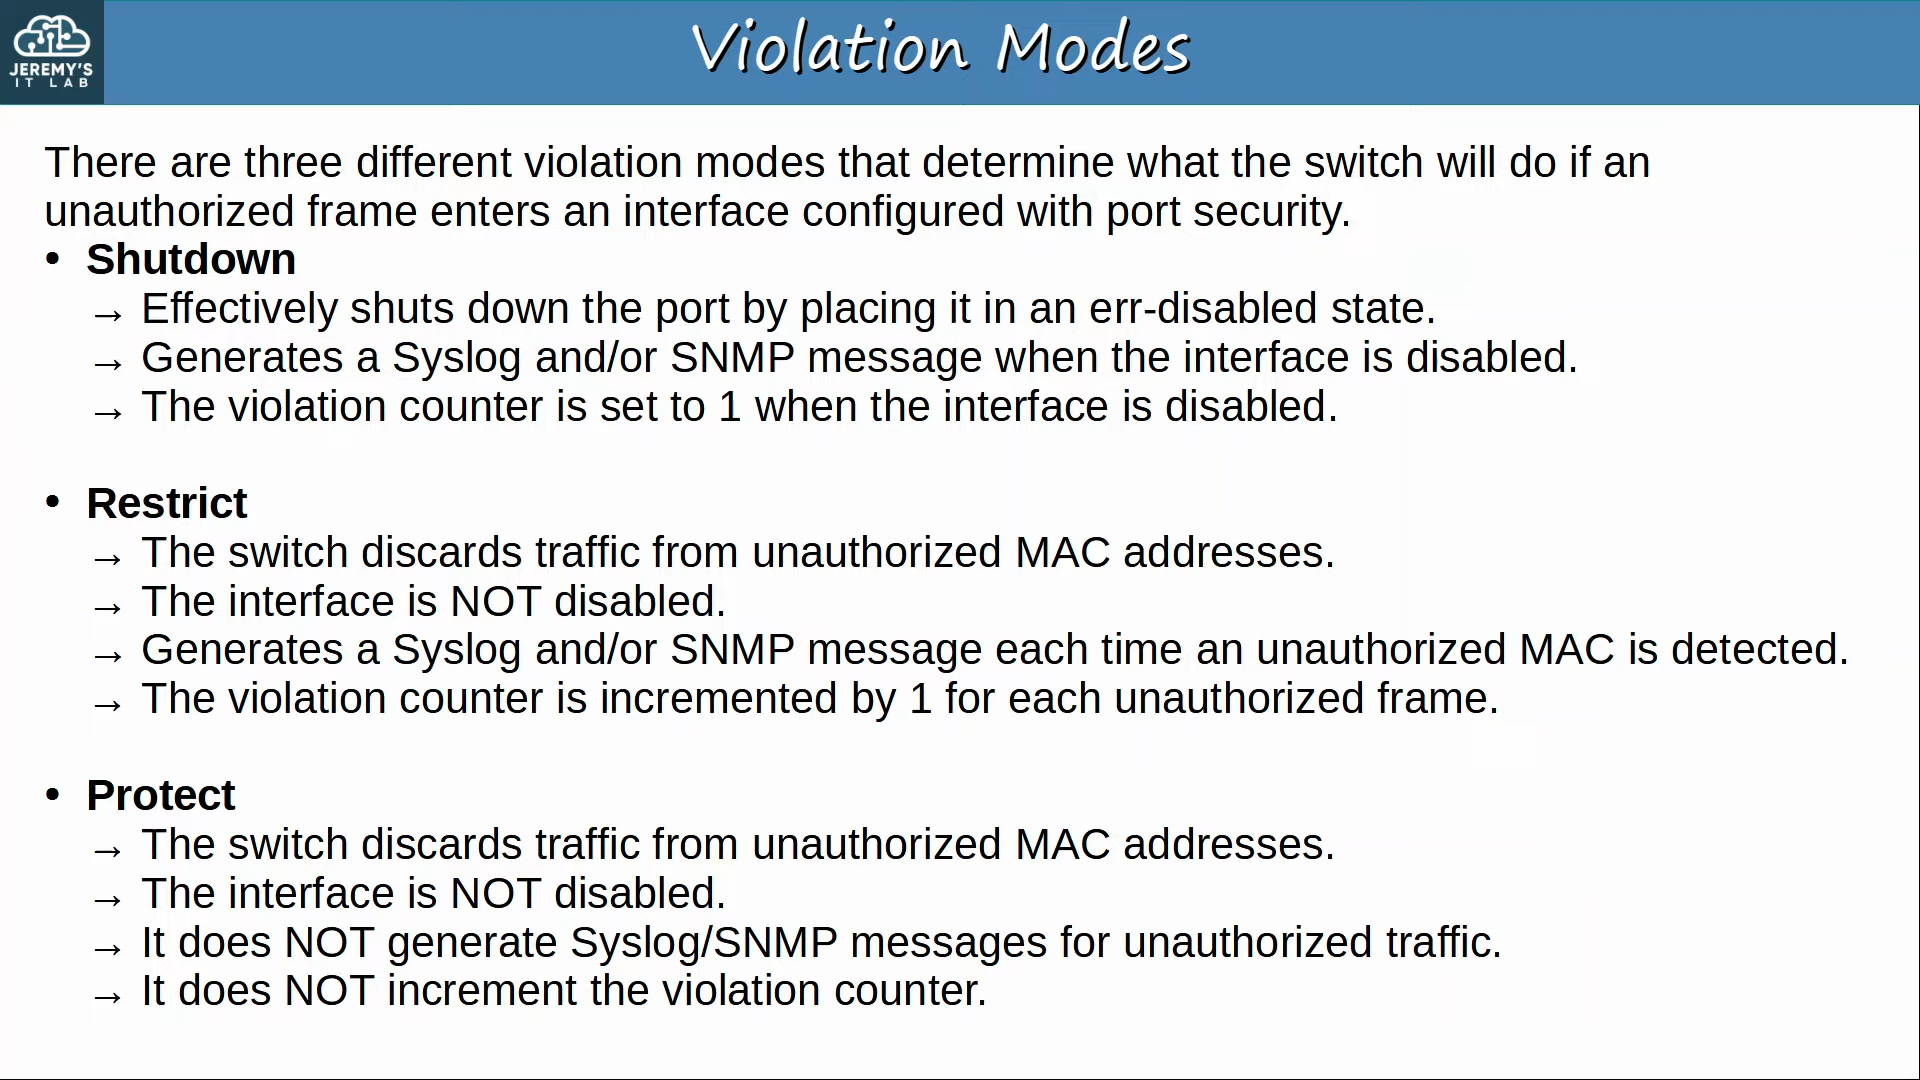 JEREMY'S
IT LAB
Violation Modes
There are three different violation modes that determine what the switch will do if an
unauthorized frame enters an interface configured with port security.
• Shutdown
→ Effectively shuts down the port by placing it in an err-disabled state.
→ Generates a Syslog and/or SNMP message when the interface is disabled.
→ The violation counter is set to 1 when the interface is disabled.
• Restrict
→ The switch discards traffic from unauthorized MAC addresses.
→ The interface is NOT disabled.
→ Generates a Syslog and/or SNMP message each time an unauthorized MAC is detected.
→ The violation counter is incremented by 1 for each unauthorized frame.
• Protect
→ The switch discards traffic from unauthorized MAC addresses.
→ The interface is NOT disabled.
→ It does NOT generate Syslog/SNMP messages for unauthorized traffic.
→ It does NOT increment the violation counter.